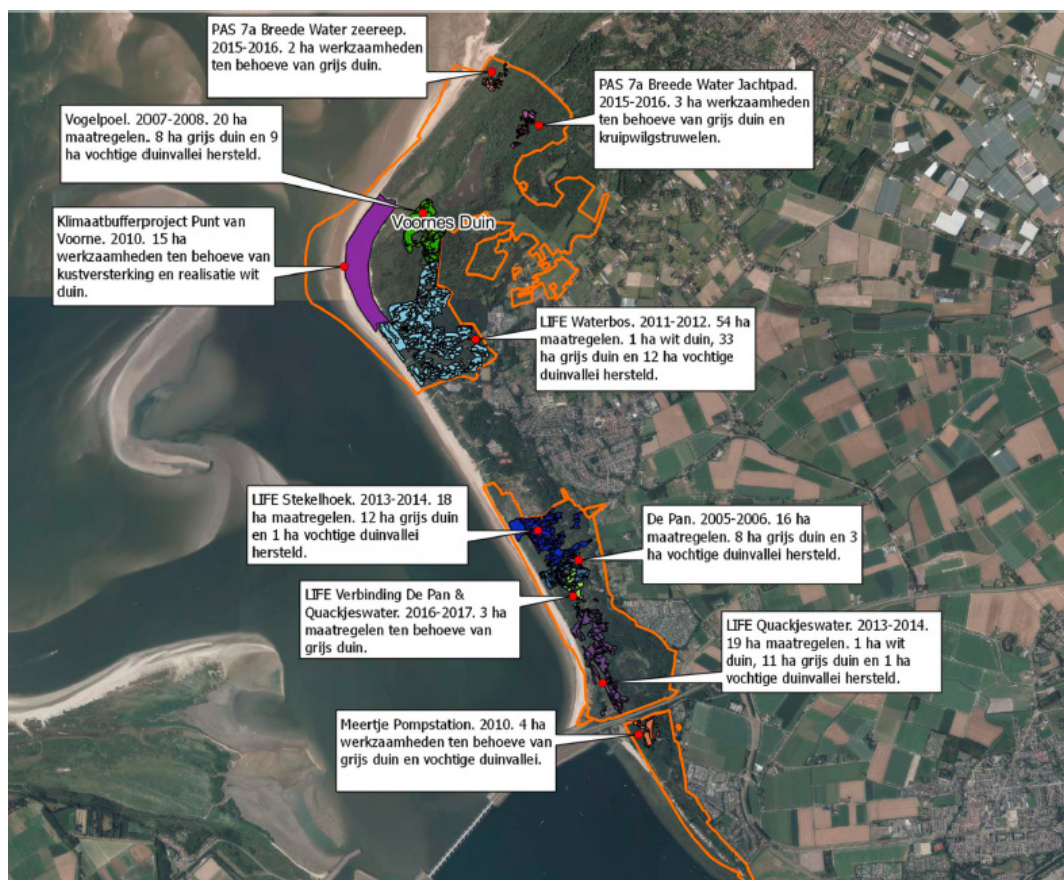 PAS 7a Breede Water zeereep.
2015-2016. 2 ha werkzaamheden
ten behoeve van grijs duin.
PAS 7a Breede Water Jachtpad.
2015-2016. 3 ha werkzaamheden
ten behoeve van grijs duin en
kruipwilgstruwelen.
Vogelpoel. 2007-2008. 20 ha
maatregelen. 8 grijs duin en 9
ha vochtige duinvallei hersteld.
Voornes Duin
Klimaatbufferproject Punt van
Voorne. 2010. 15 ha
werkzaamheden ten behoeve van
kustversterking en realisatie wit
duin.
LIFE Waterbos. 2011-2012. 54 ha
maatregelen. 1 ha wit duin, 33
ha grijs duin en 12 ha vochtige
duinvallei hersteld.
LIFE Stekelhoek. 2013-2014. 18
ha maatregelen. 12 ha grijs duin
en 1 ha vochtige duinvallei
hersteld.
De Pan. 2005-2006. 16 ha
maatregelen. 8 ha grijs duin en 3
ha vochtige duinvallei hersteld.
LIFE Verbinding De Pan &
Quackjeswater. 2016-2017. 3 ha
maatregelen ten behoeve van
grijs duin.
LIFE Quackjeswater. 2013-2014.
19 ha maatregelen. 1 ha wit
duin, 11 ha grijs duin en 1 ha
vochtige duinvallei hersteld.
Meertje Pompstation. 2010. 4 ha
werkzaamheden ten behoeve van
grijs duin en vochtige duinvallei.